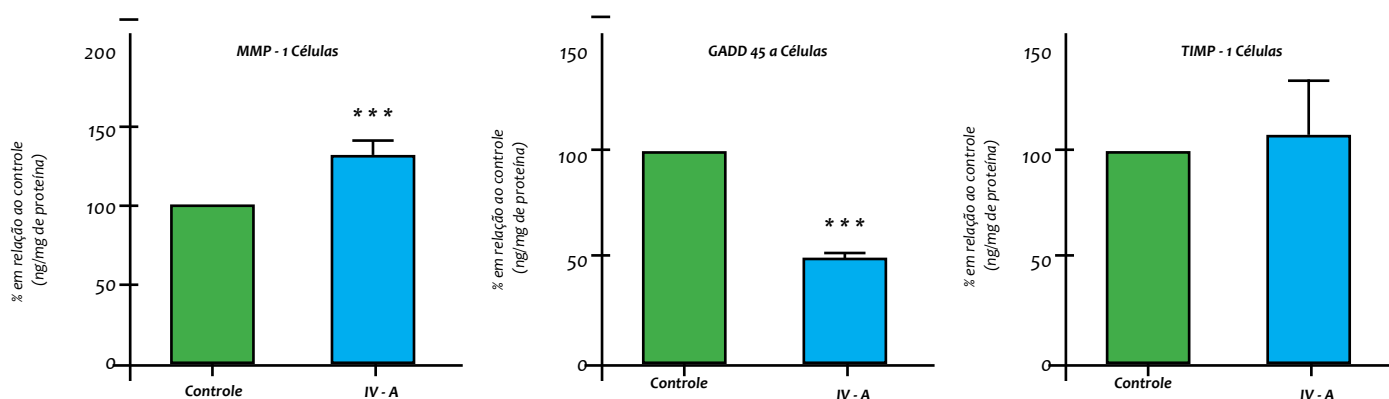 MMP - 1 Células
200
150
100
50
0
% em relação ao controle
(ng/mg de proteína)
***
Controle
IV - A
GADD 45 a Células
150
100
50
0
% em relação ao controle
(ng/mg de proteína)
***
Controle
IV - A
TIMP - 1 Células
150
100
50
0
% em relação ao controle
(ng/mg de proteína)
Controle
IV - A